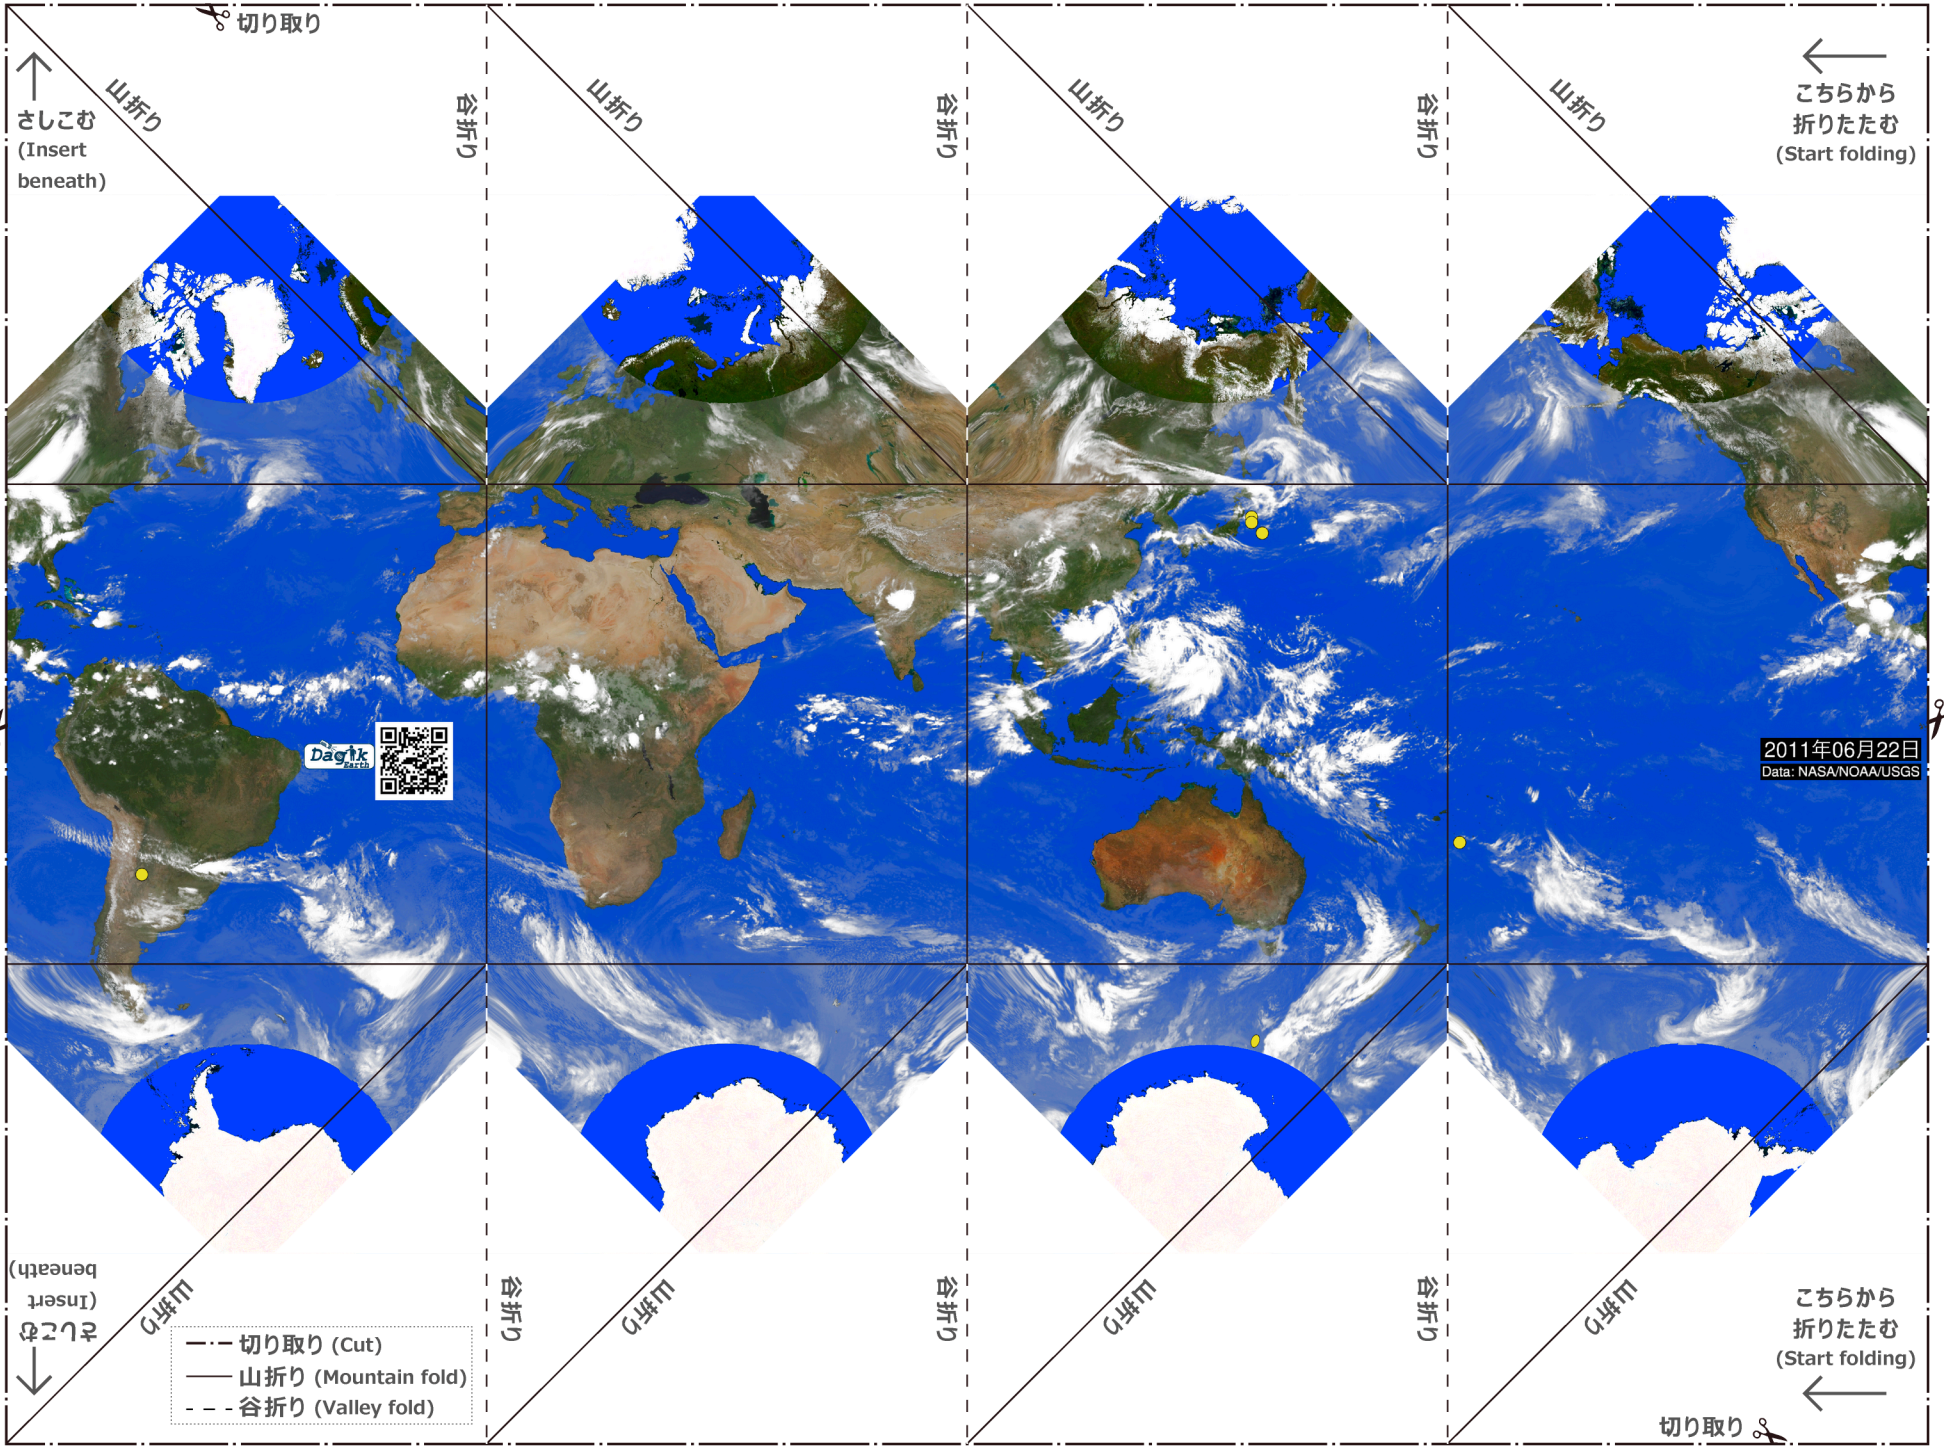 切り取り
山折り
谷折り
山折り
谷折り
山折り
谷折り
山折り
さしこむ
(Insert
beneath)
こちらから
折りたたむ
(Start folding)
Dagik
Earth
2011年06月22日
Data: NASA/NOAA/USGS
さしこむ
(Insert
beneath)
山折り
谷折り
山折り
谷折り
山折り
谷折り
山折り
こちらから
折りたたむ
(Start folding)
切り取り (Cut)
山折り (Mountain fold)
谷折り (Valley fold)
切り取り